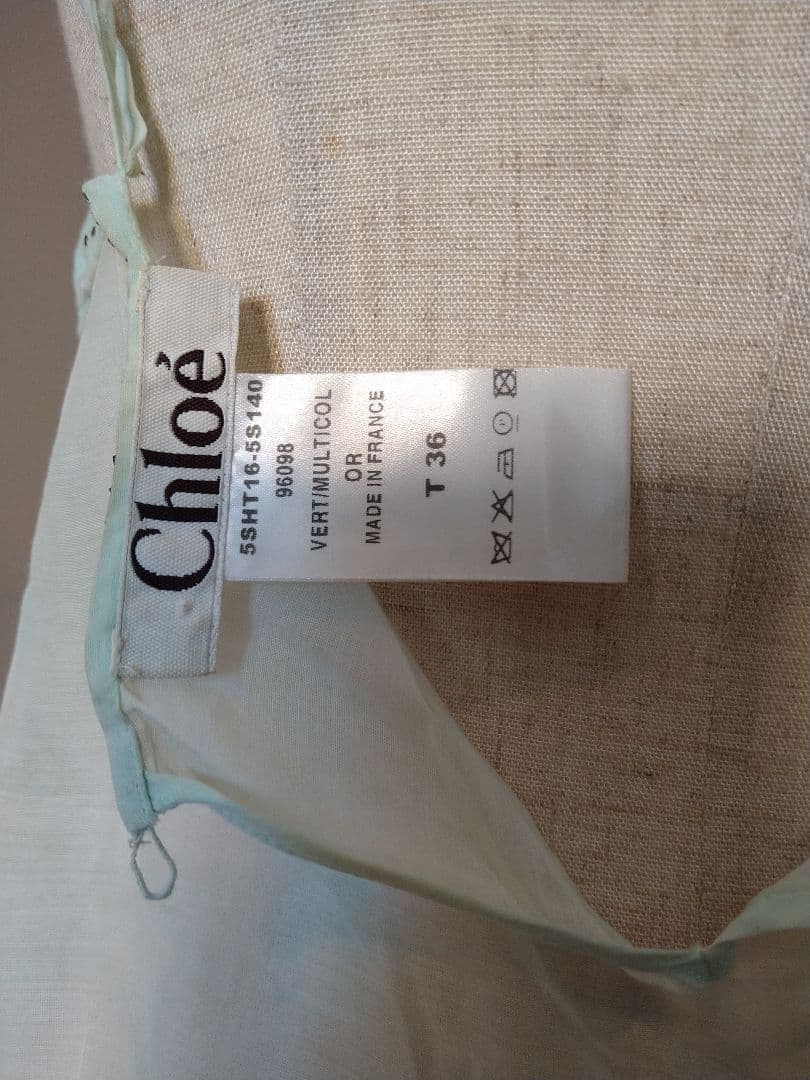 Chloé
5SHT16-5S140
96098
VERT/MULTICOL
OR
MADE IN FRANCE
T 36